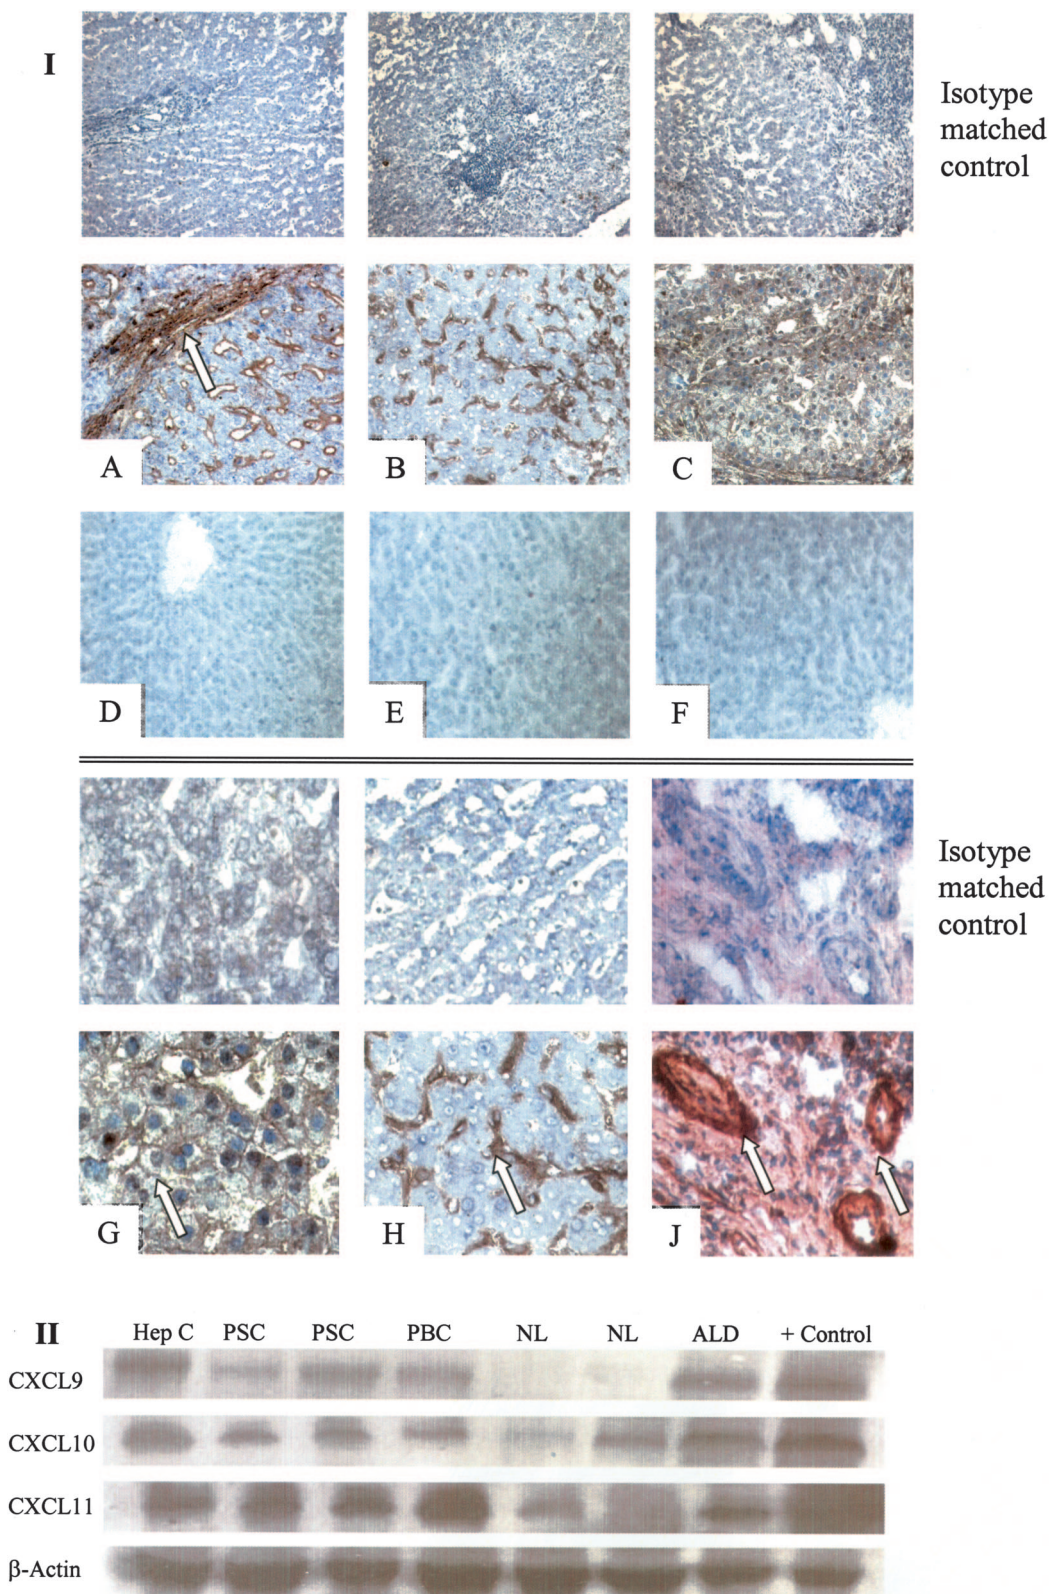 I
Isotype
matched
control
A
B
C
D
E
F
Isotype
matched
control
G
H
J
II
Hep C PSC PSC PBC NL NL ALD + Control
CXCL9
CXCL10
CXCL11
β-Actin